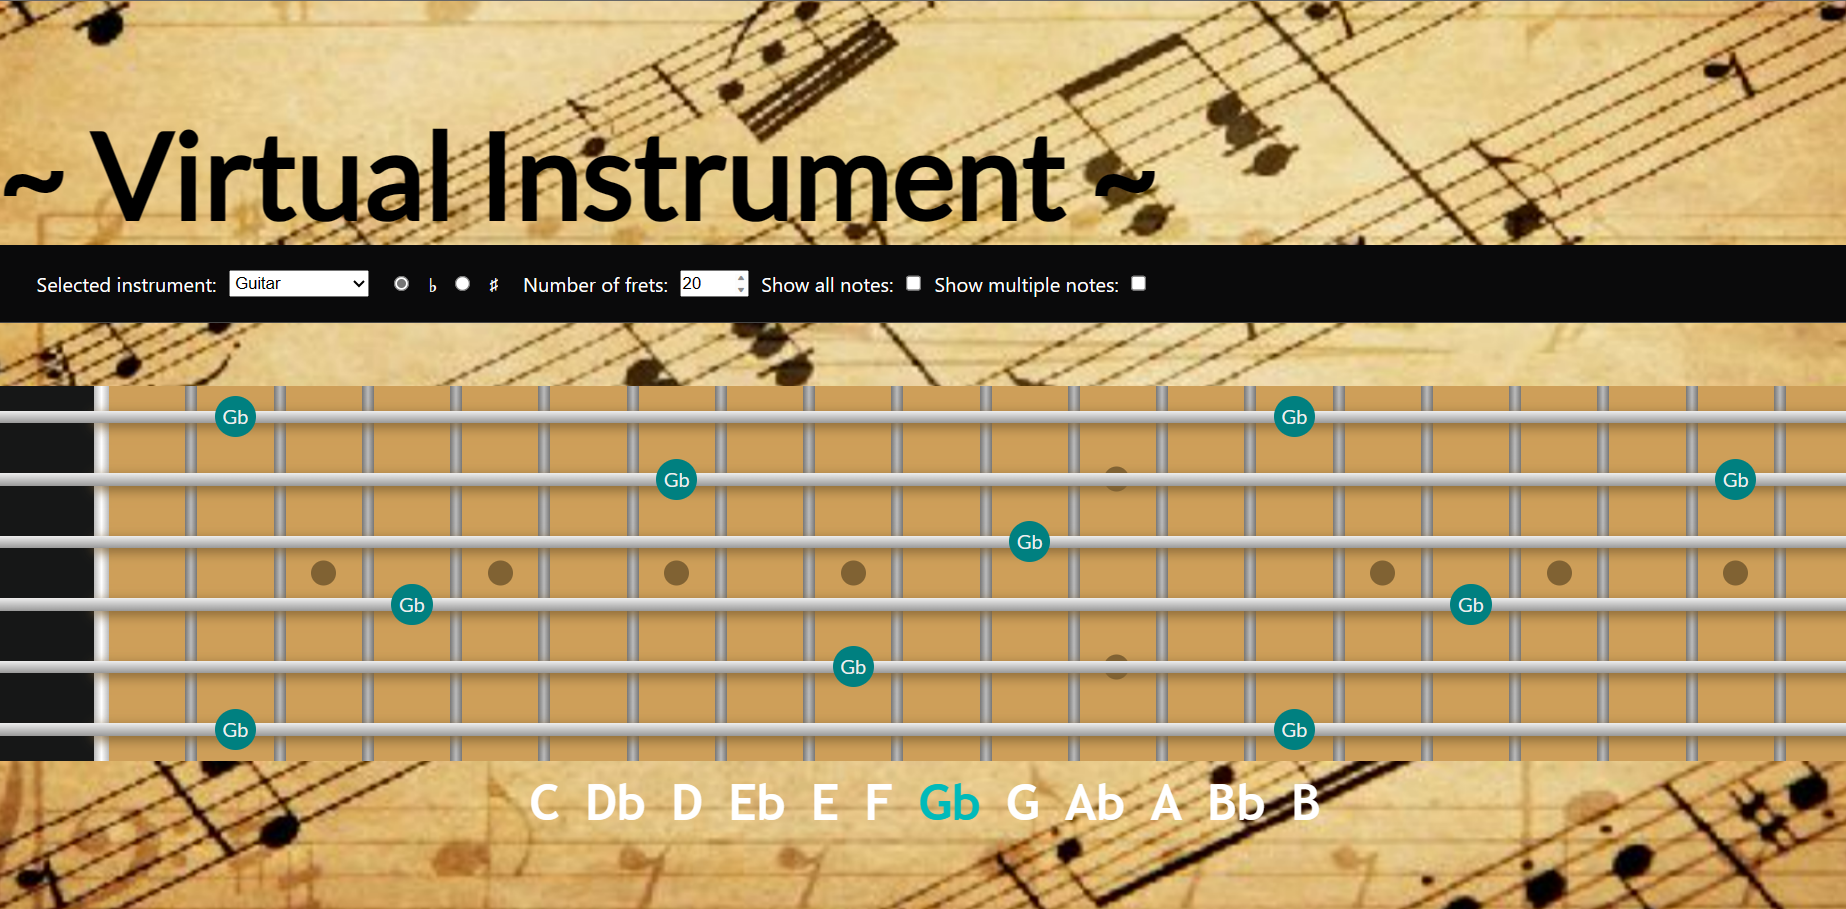 ~ Virtual Instrument ~
Selected instrument: Guitar ♭ ♯ Number of frets: 20 Show all notes: Show multiple notes:
Gb Gb
Gb Gb
Gb
Gb Gb
Gb
Gb Gb
C Db D Eb E F Gb G Ab A Bb B